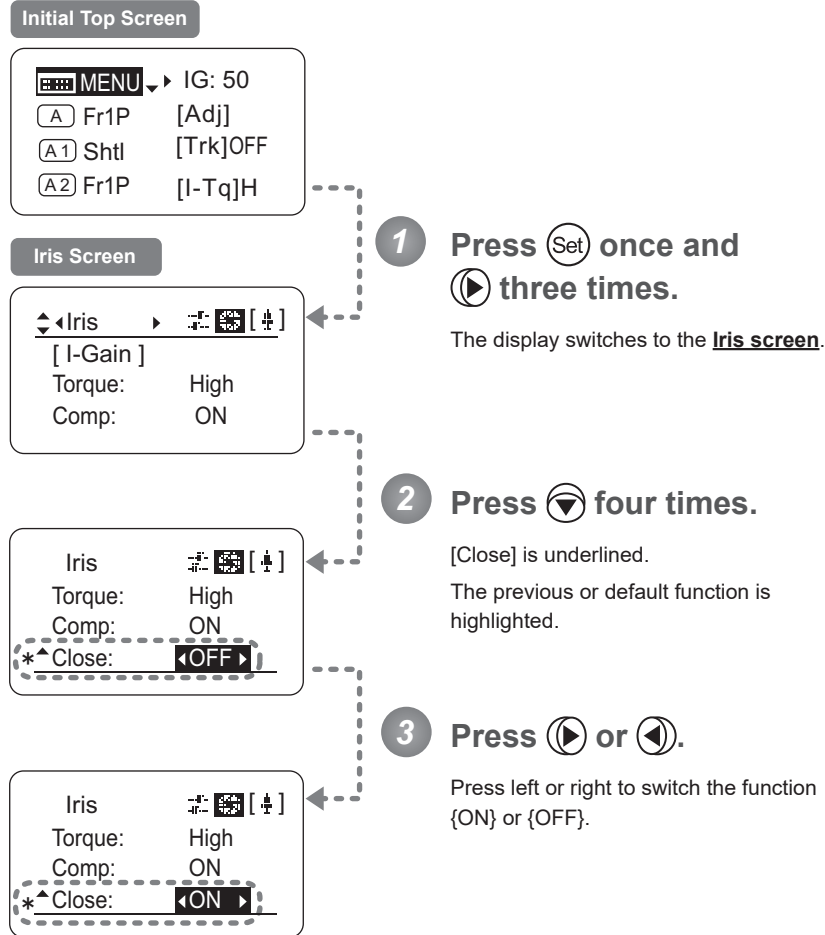 Initial Top Screen
MENU IG: 50
A Fr1P [Adj]
A1 Shtl [Trk]OFF
A2 Fr1P [I-Tq]H
1 Press Set once and
three times.
The display switches to the Iris screen.
Iris Screen
Iris [ ]
[ I-Gain ]
Torque: High
Comp: ON
2 Press four times.
[Close] is underlined.
The previous or default function is
highlighted.
Iris [ ]
Torque: High
Comp: ON
* Close: OFF
3 Press or .
Press left or right to switch the function
{ON} or {OFF}.
Iris [ ]
Torque: High
Comp: ON
* Close: ON